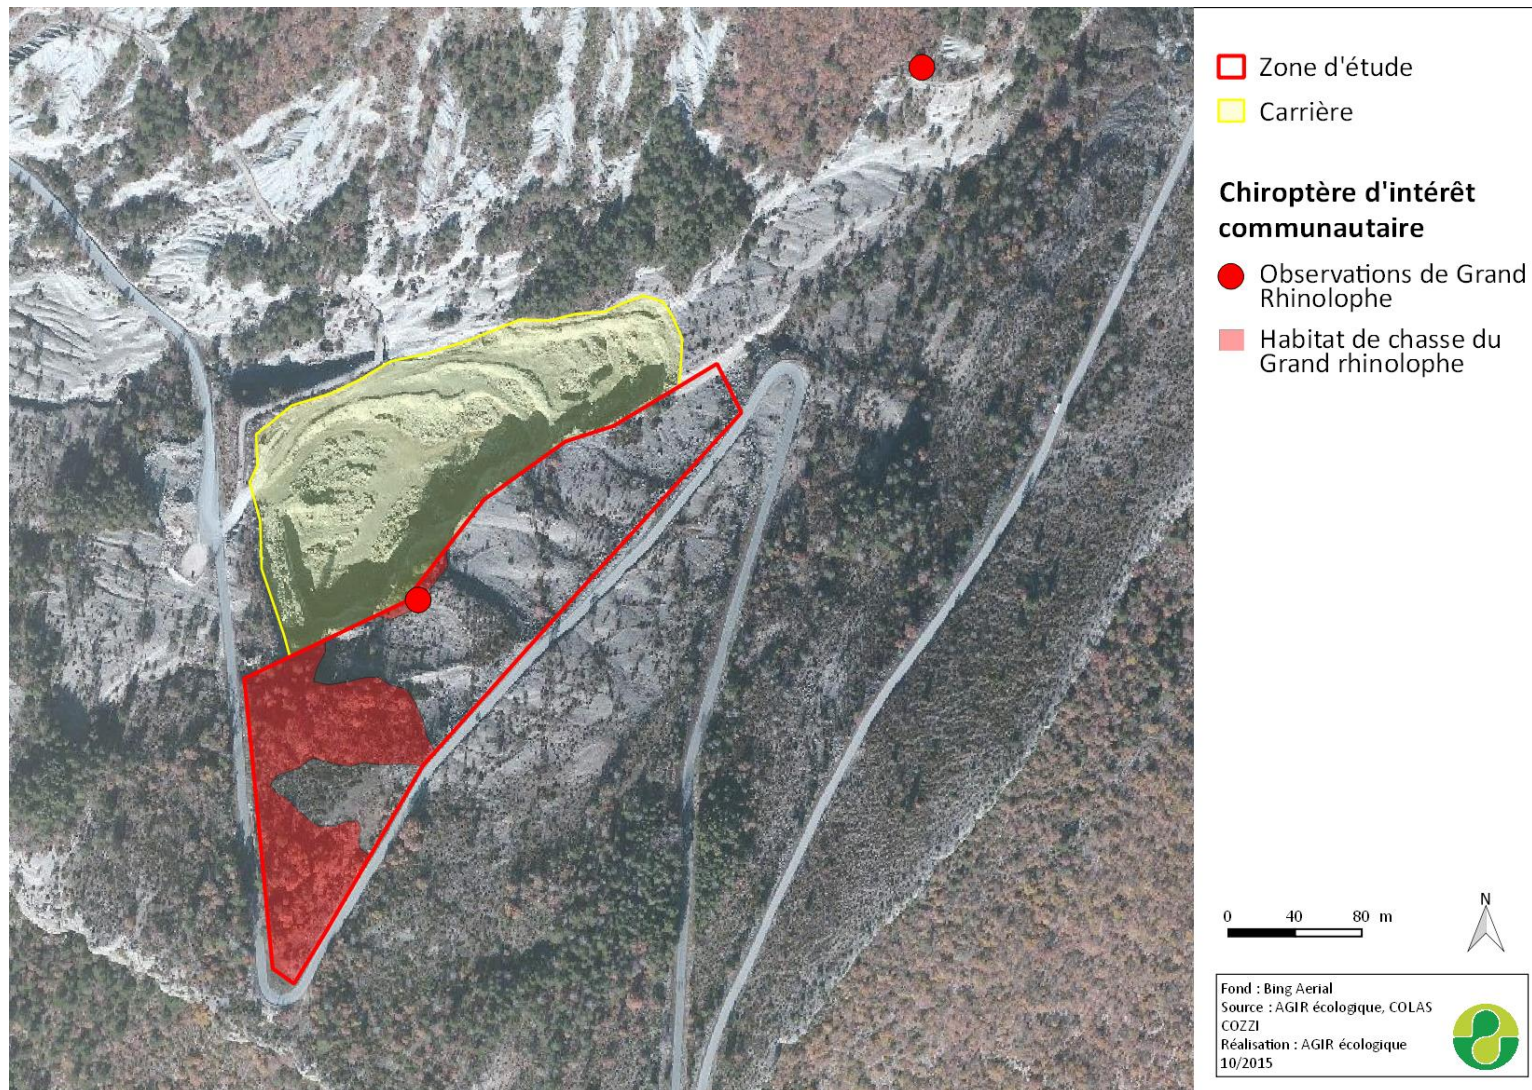 Zone d'étude
Carrière
Chiroptère d'intérêt
communautaire
Observations de Grand
Rhinolophe
Habitat de chasse du
Grand rhinolophe
0 40 80 m
N
Fond : Bing Aerial
Source : AGIR écologique, COLAS
COZZI
Réalisation : AGIR écologique
10/2015